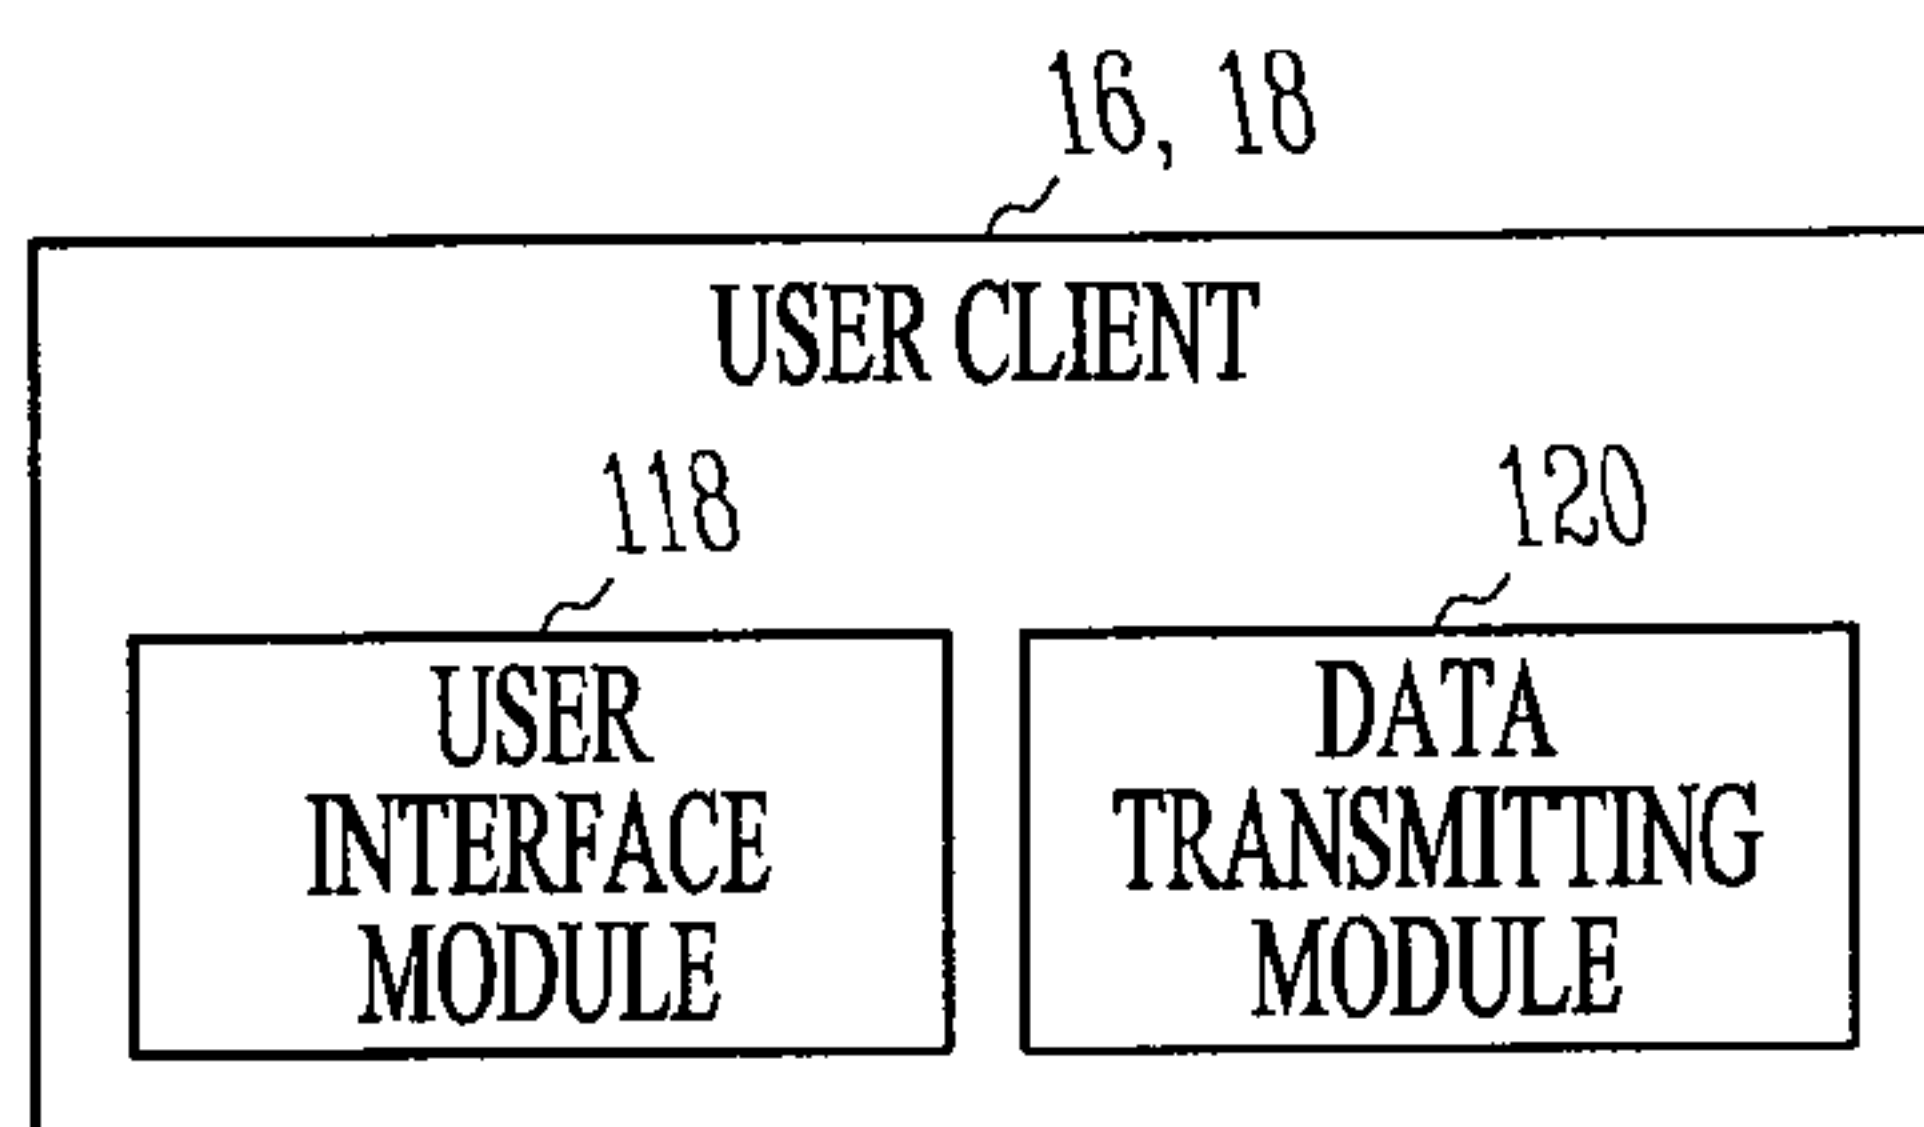 16, 18
USER CLIENT
118
120
USER
INTERFACE
MODULE
DATA
TRANSMITTING
MODULE